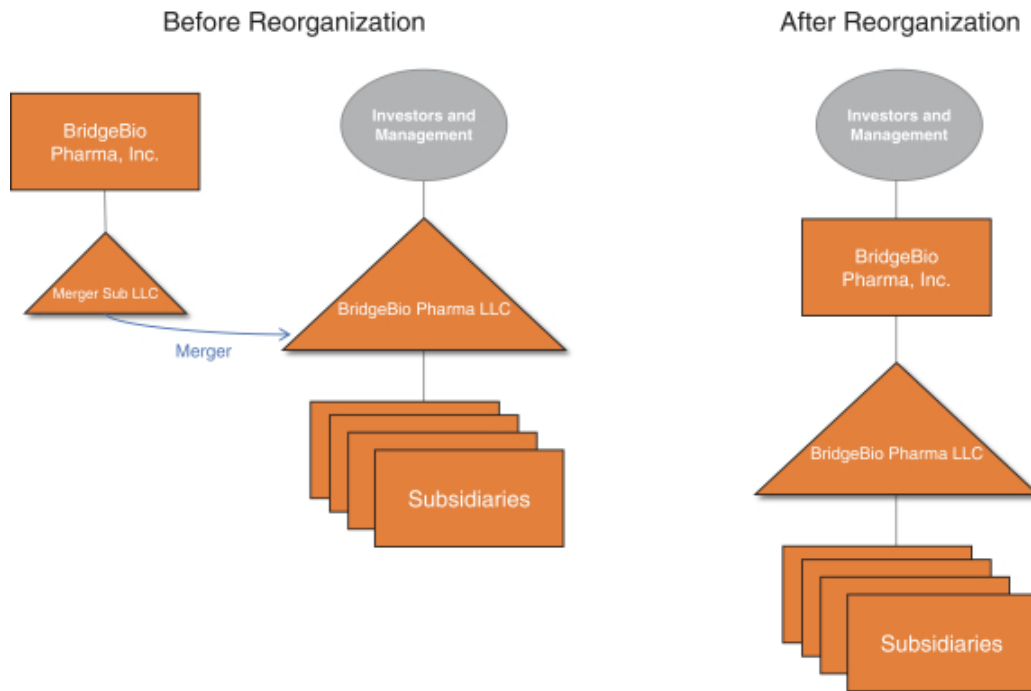 Before Reorganization
BridgeBio
Pharma, Inc.
Merger Sub LLC
Merger
Investors and
Management
BridgeBio Pharma LLC
Subsidiaries
After Reorganization
Investors and
Management
BridgeBio
Pharma, Inc.
BridgeBio Pharma LLC
Subsidiaries